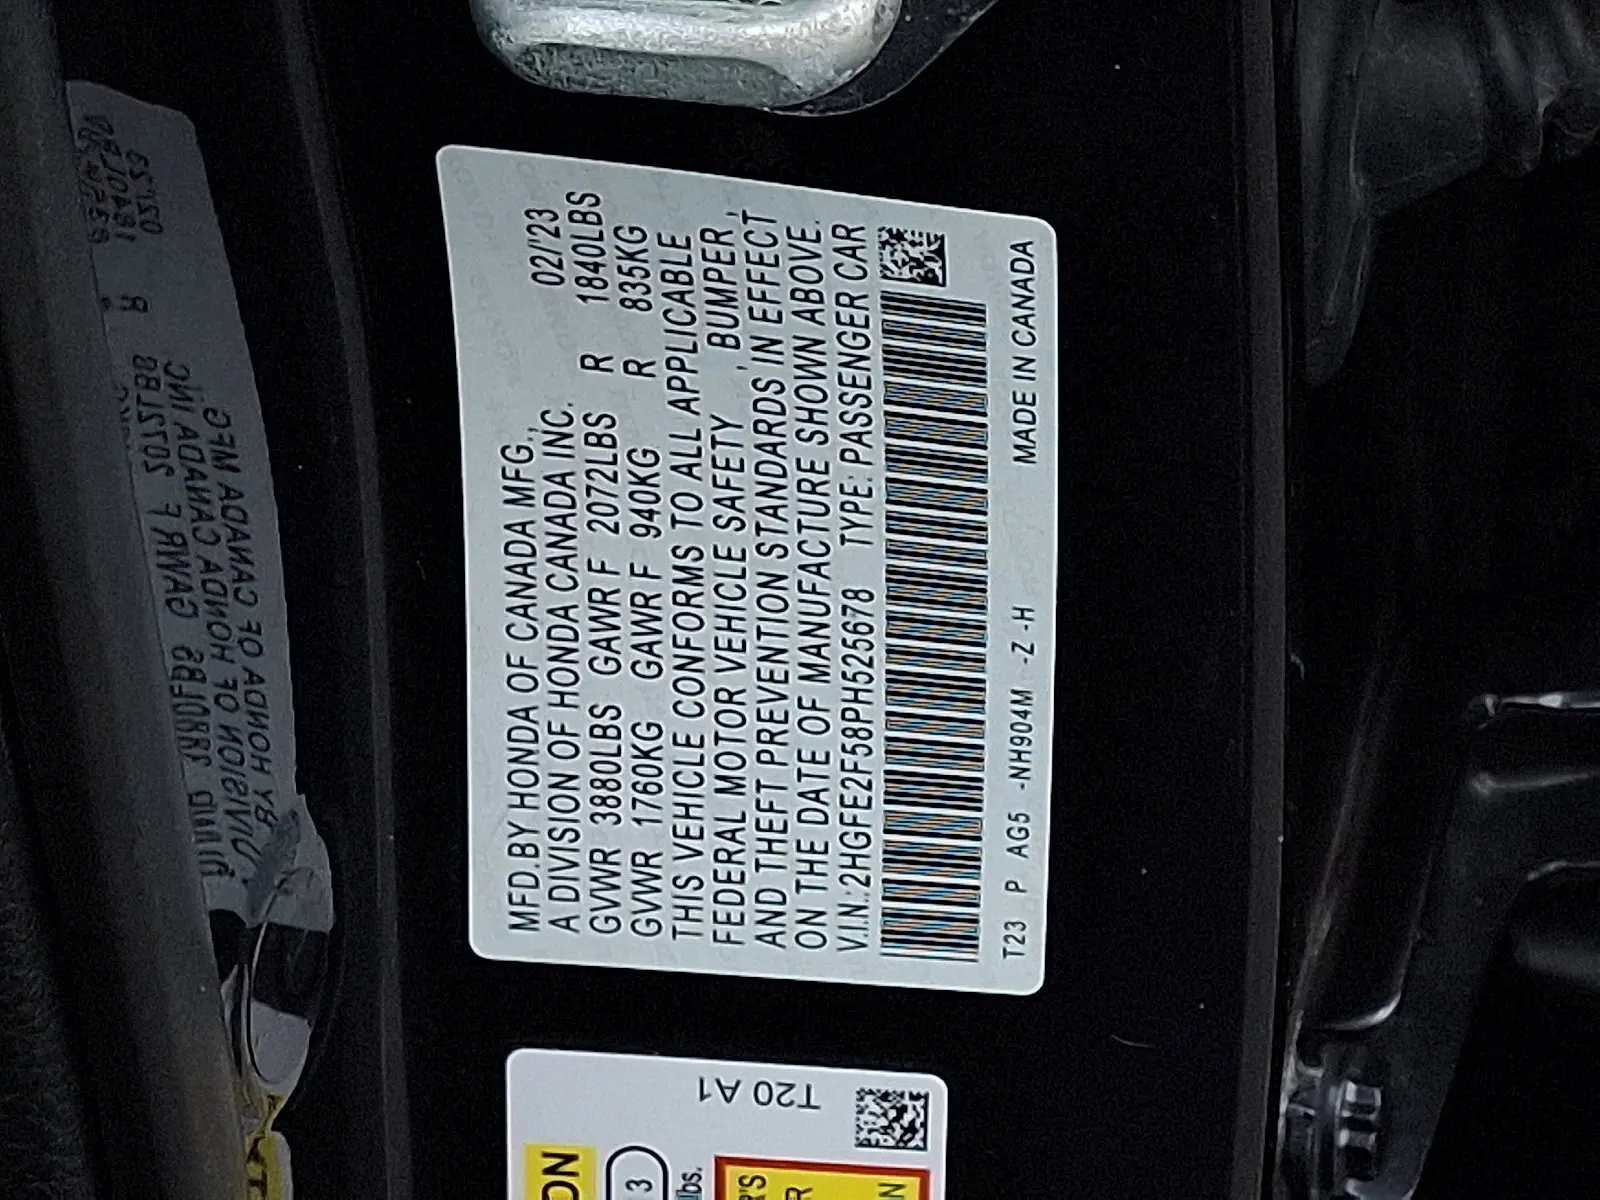 MFD.BY HONDA OF CANADA MFG.,
A DIVISION OF HONDA CANADA INC. 02/'23
GVWR 3880LBS GAWR F 2072LBS R 1840LBS
GVWR 1760KG GAWR F 940KG R 835KG
THIS VEHICLE CONFORMS TO ALL APPLICABLE
FEDERAL MOTOR VEHICLE SAFETY , BUMPER ,
AND THEFT PREVENTION STANDARDS IN EFFECT
ON THE DATE OF MANUFACTURE SHOWN ABOVE.
V.I.N.:2HGFE2F58PH525678 TYPE: PASSENGER CAR
T23 P AG5 -NH904M -Z -H MADE IN CANADA
T20 A1
3
lbs.